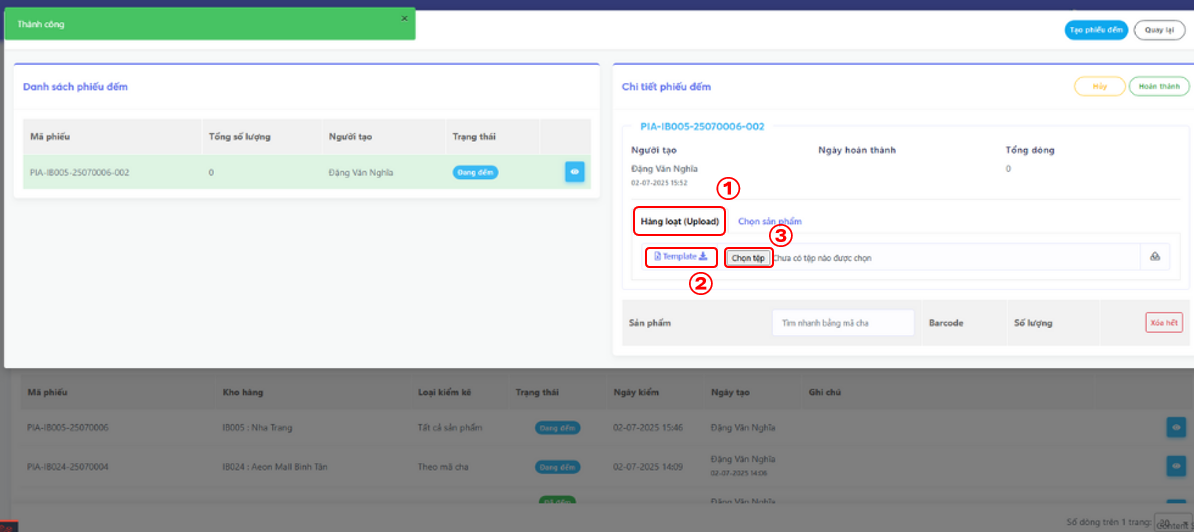 Thành công
×
Tạo phiếu đếm
Quay lại
Danh sách phiếu đếm
Mã phiếu Tổng số lượng Người tạo Trạng thái
PIA-IB005-25070006-002 0 Đặng Văn Nghĩa Đang đếm
Chi tiết phiếu đếm
Hủy
Hoàn thành
PIA-IB005-25070006-002
Người tạo Ngày hoàn thành Tổng dòng
Đặng Văn Nghĩa 0
02-07-2025 15:52
①
Hàng loạt (Upload) Chọn sản phẩm
③
Template Chọn tệp Chưa có tệp nào được chọn
②
Sản phẩm Tìm nhanh bằng mã cha Barcode Số lượng Xóa hết
Mã phiếu Kho hàng Loại kiểm kê Trạng thái Ngày kiểm Ngày tạo Ghi chú
PIA-IB005-25070006 IB005 : Nha Trang Tất cả sản phẩm Đang đếm 02-07-2025 15:46 Đặng Văn Nghĩa
PIA-IB024-25070004 IB024 : Aeon Mall Bình Tân Theo mã cha Đang đếm 02-07-2025 14:09 Đặng Văn Nghĩa
02-07-2025 14:08
Đã đếm Đặng Văn Nghĩa
Số dòng trên 1 trang: